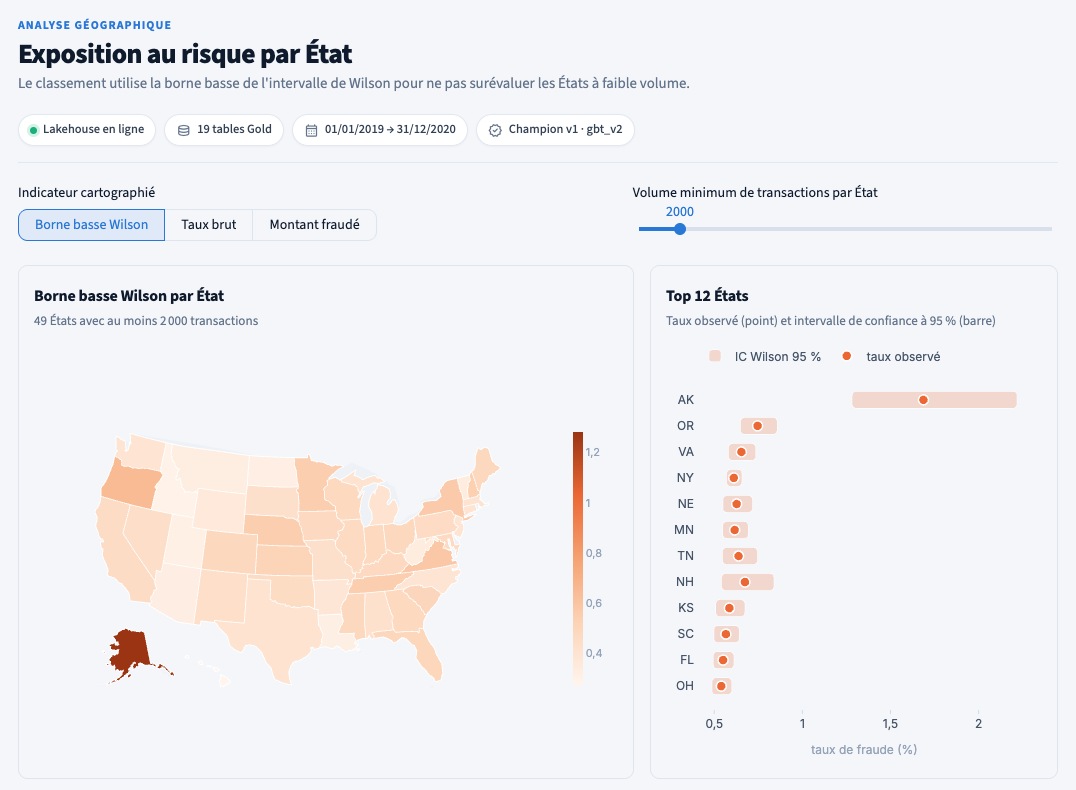 ANALYSE GÉOGRAPHIQUE
Exposition au risque par État
Le classement utilise la borne basse de l'intervalle de Wilson pour ne pas surévaluer les États à faible volume.
Lakehouse en ligne
19 tables Gold
01/01/2019 → 31/12/2020
Champion v1 · gbt_v2
Indicateur cartographié
Borne basse Wilson
Taux brut
Montant fraudé
Volume minimum de transactions par État
2000
Borne basse Wilson par État
49 États avec au moins 2 000 transactions
1,2
1
0,8
0,6
0,4
Top 12 États
Taux observé (point) et intervalle de confiance à 95 % (barre)
IC Wilson 95 %
taux observé
AK
OR
VA
NY
NE
MN
TN
NH
KS
SC
FL
OH
0,5
1
1,5
2
taux de fraude (%)